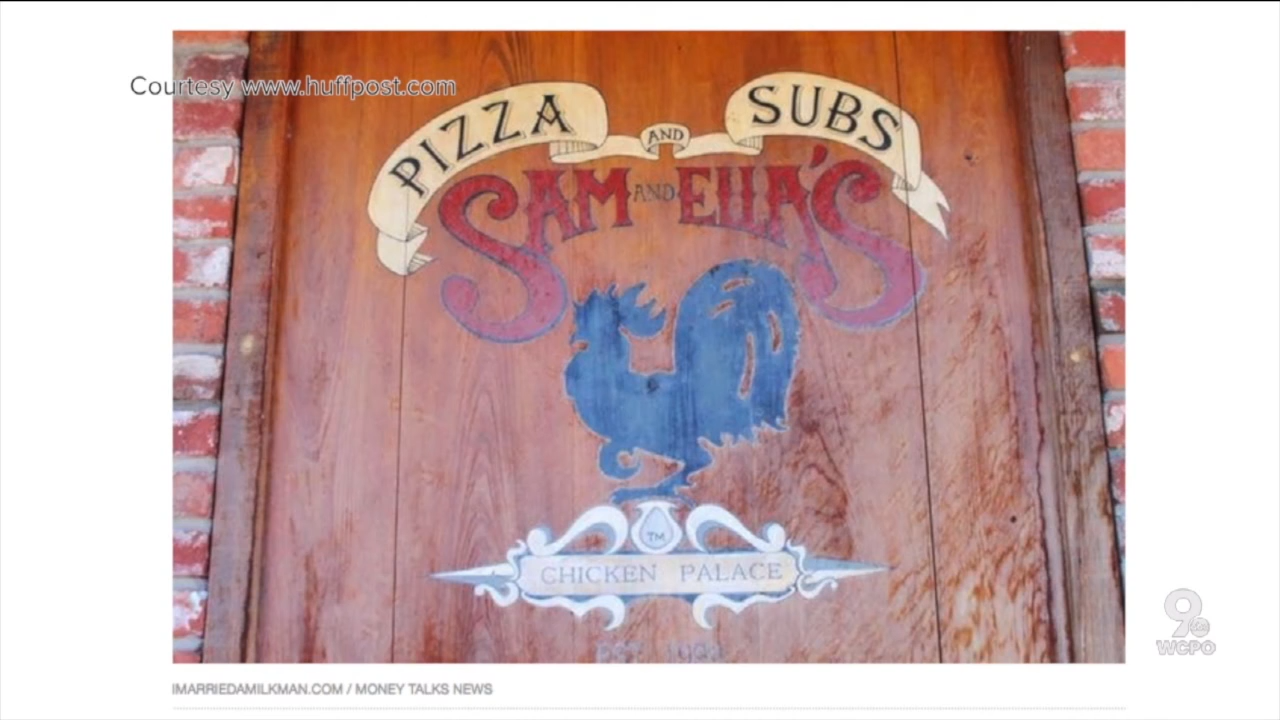 Courtesy www.huffpost.com
PIZZA AND SUBS
SAM AND ELLA'S
TM
CHICKEN PALACE
9
WCPO
IMARRIEDAMILKMAN.COM / MONEY TALKS NEWS